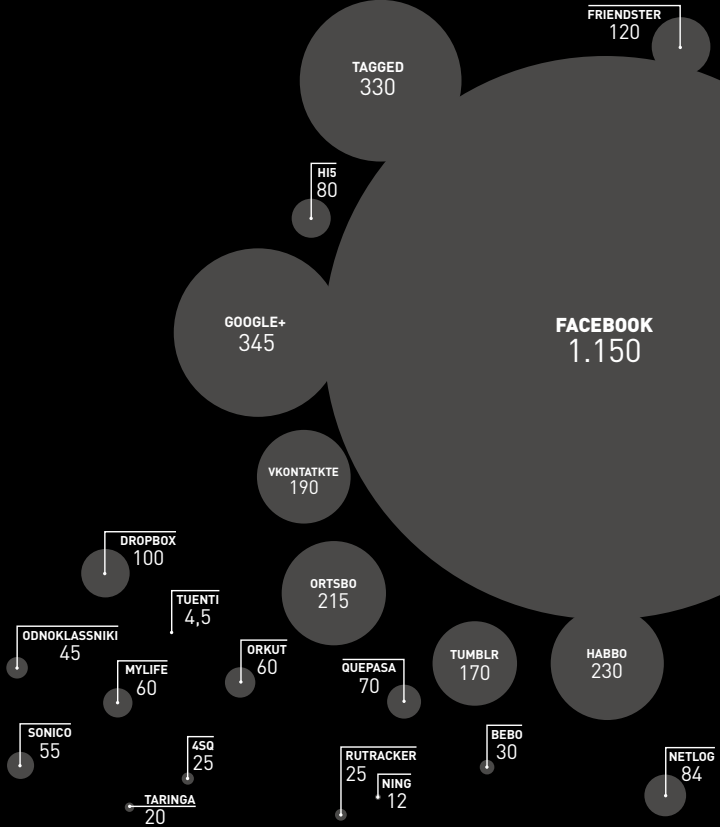 FRIENDSTER
120
TAGGED
330
HI5
80
GOOGLE+
345
FACEBOOK
1.150
VKONTATKTE
190
DROPBOX
100
ORTSBO
215
TUENTI
4,5
ODNOKLASSNIKI
45
ORKUT
60
TUMBLR
170
HABBO
230
MYLIFE
60
QUEPASA
70
SONICO
55
4SQ
25
BEBO
30
RUTRACKER
25
NETLOG
84
NING
12
TARINGA
20